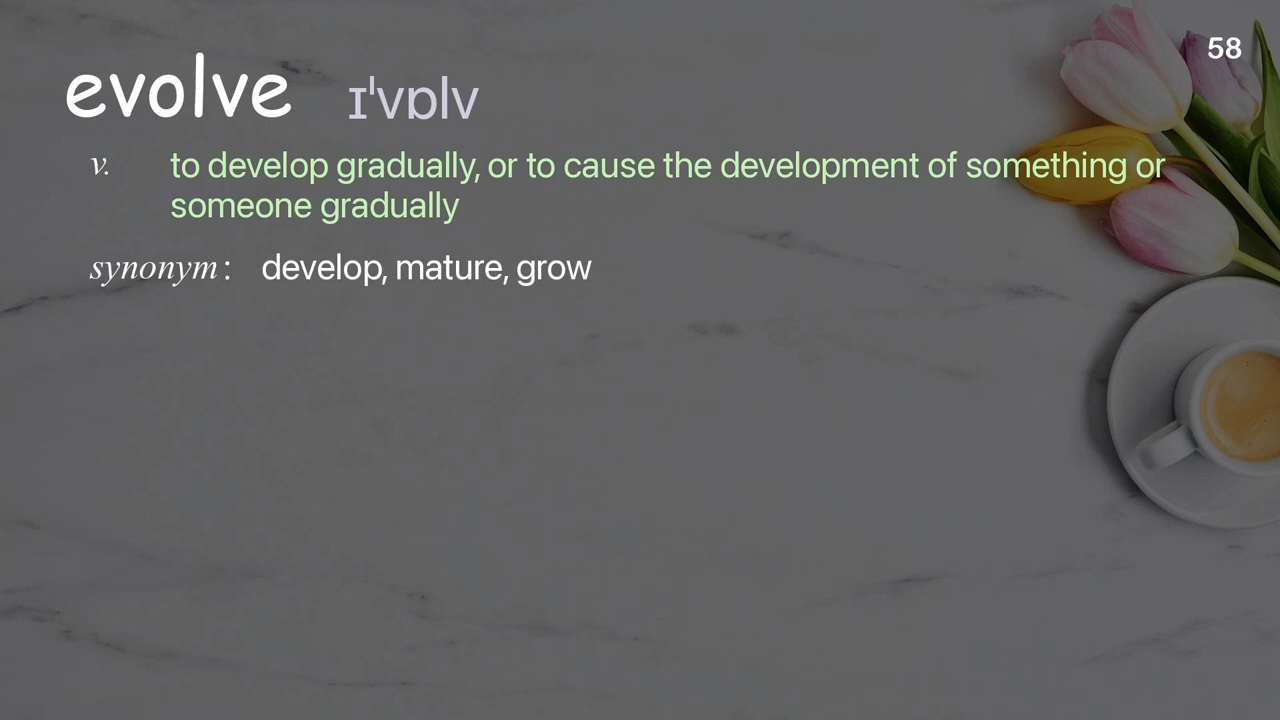 58
evolve ɪˈvɒlv
v. to develop gradually, or to cause the development of something or
someone gradually
synonym: develop, mature, grow